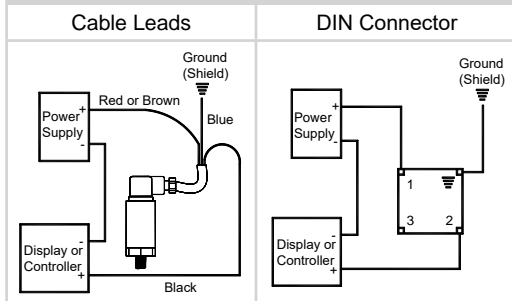 Cable Leads
Ground
(Shield)
Red or Brown
Blue
+
Power
Supply
-
-
Display or
Controller
+
Black
DIN Connector
Ground
(Shield)
+
Power
Supply
-
1
3
2
-
Display or
Controller
+